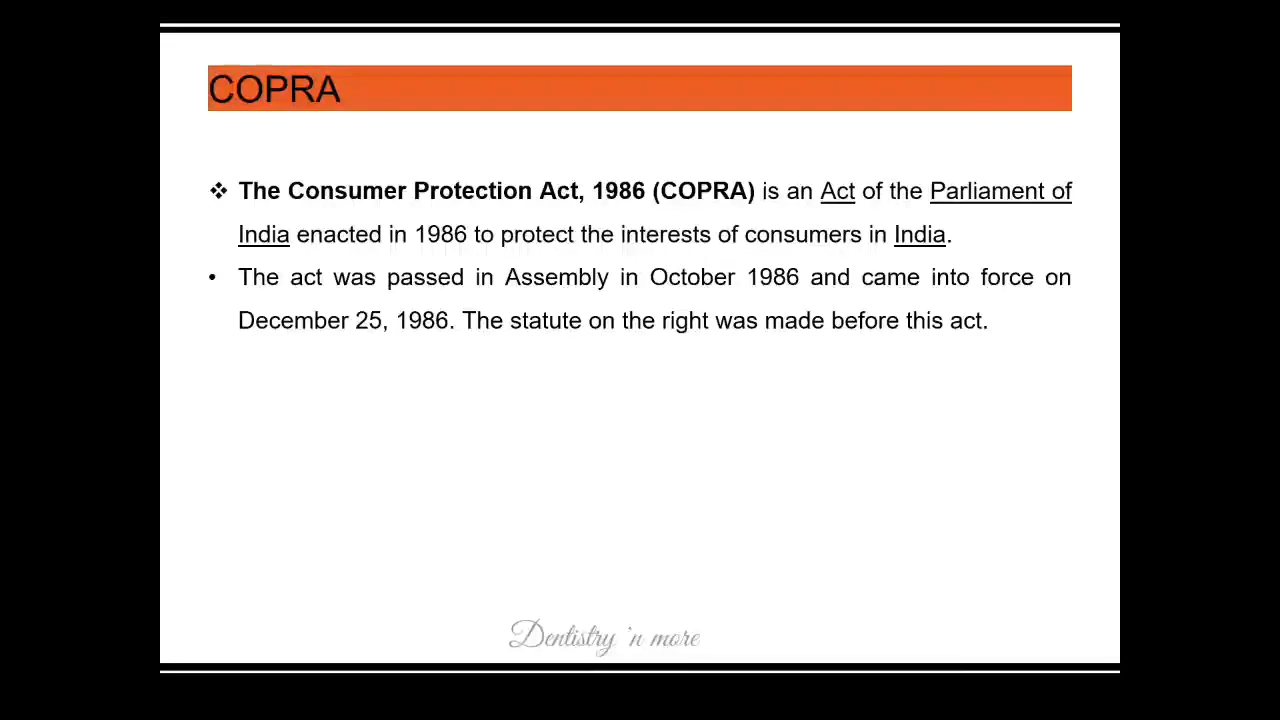 COPRA
❖ The Consumer Protection Act, 1986 (COPRA) is an Act of the Parliament of
India enacted in 1986 to protect the interests of consumers in India.
• The act was passed in Assembly in October 1986 and came into force on
December 25, 1986. The statute on the right was made before this act.
Dentistry 'n more